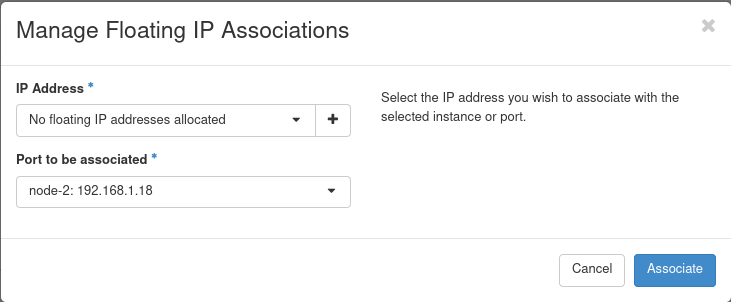 Manage Floating IP Associations
IP Address *
No floating IP addresses allocated
Select the IP address you wish to associate with the
selected instance or port.
Port to be associated *
node-2: 192.168.1.18
Cancel
Associate